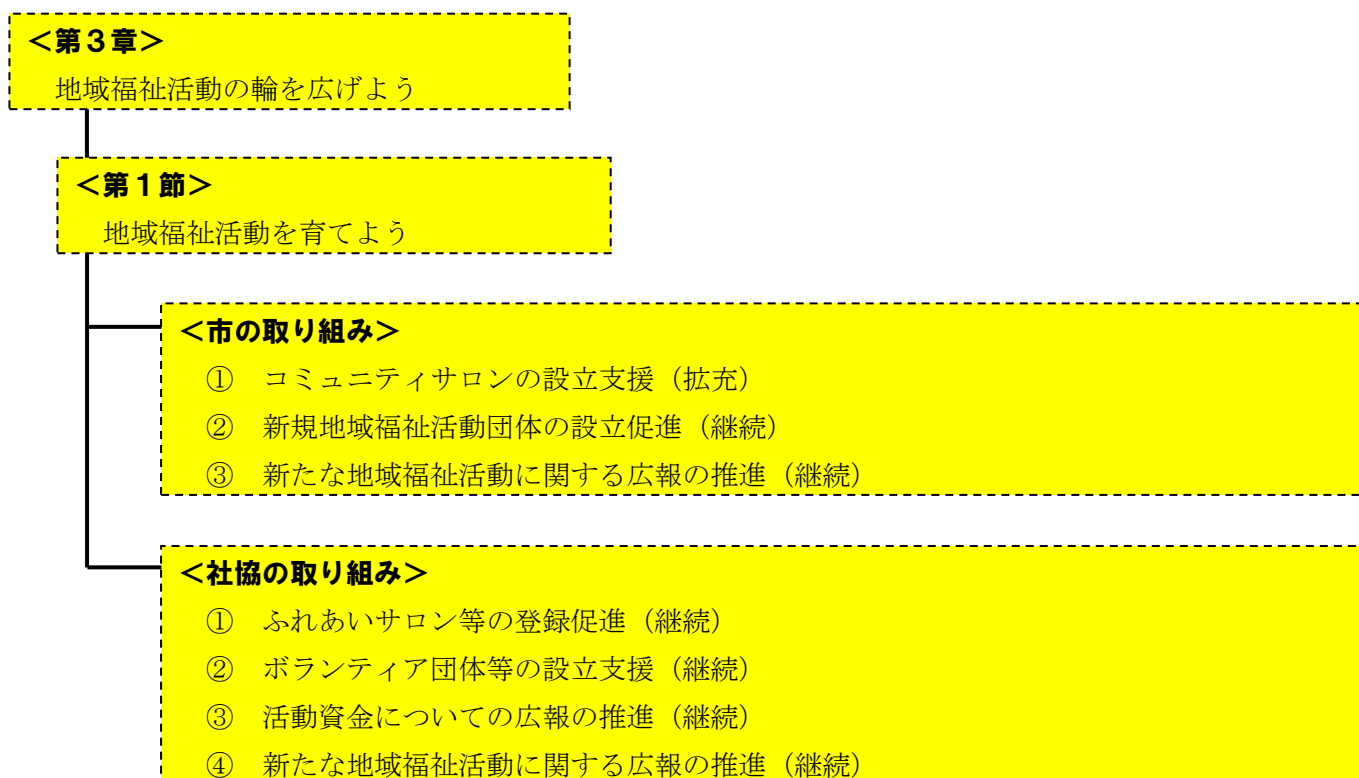 ＜第３章＞
地域福祉活動の輪を広げよう
＜第１節＞
地域福祉活動を育てよう
＜市の取り組み＞
① コミュニティサロンの設立支援（拡充）
② 新規地域福祉活動団体の設立促進（継続）
③ 新たな地域福祉活動に関する広報の推進（継続）
＜社協の取り組み＞
① ふれあいサロン等の登録促進（継続）
② ボランティア団体等の設立支援（継続）
③ 活動資金についての広報の推進（継続）
④ 新たな地域福祉活動に関する広報の推進（継続）